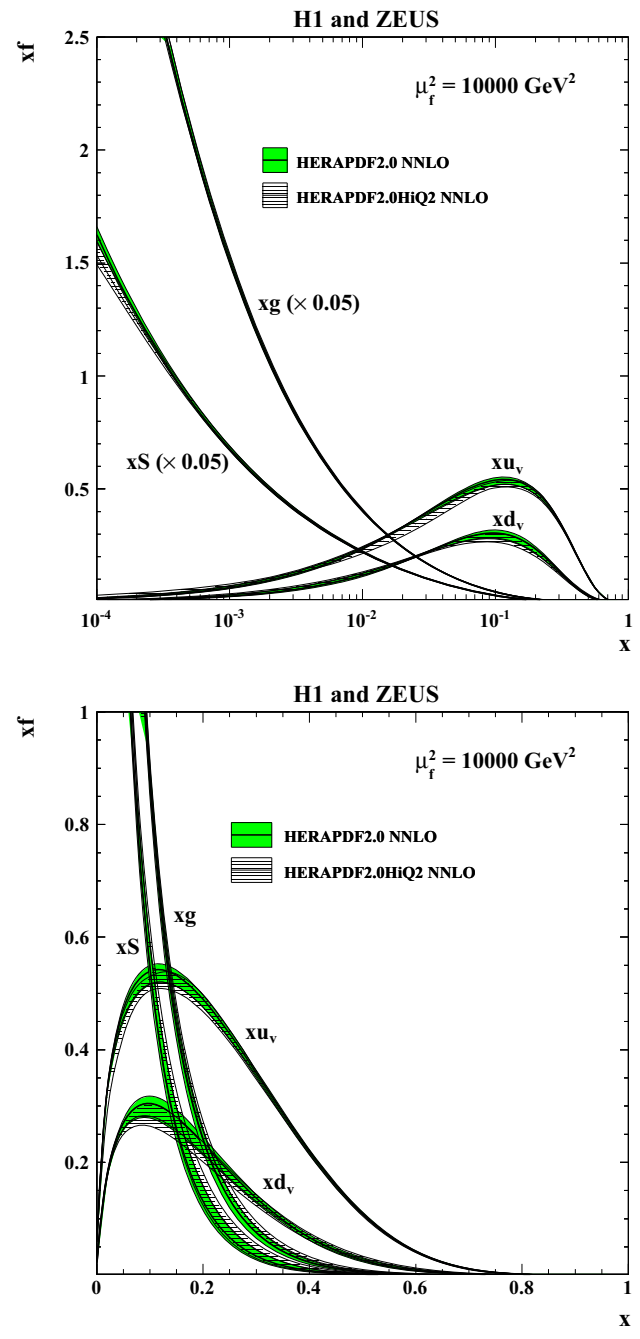 H1 and ZEUS
xf
2.5
μ_f^2 = 10000 GeV^2
2
HERAPDF2.0 NNLO
HERAPDF2.0HiQ2 NNLO
1.5
xg (× 0.05)
1
xS (× 0.05)
xu_v
0.5
xd_v
10^-4 10^-3 10^-2 10^-1 1
x
H1 and ZEUS
xf
1
μ_f^2 = 10000 GeV^2
0.8
HERAPDF2.0 NNLO
HERAPDF2.0HiQ2 NNLO
xg
0.6
xS
xu_v
0.4
xd_v
0.2
0 0.2 0.4 0.6 0.8 1
x